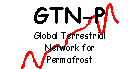 GTN-P
Global Terrestrial
Network for
Permafrost